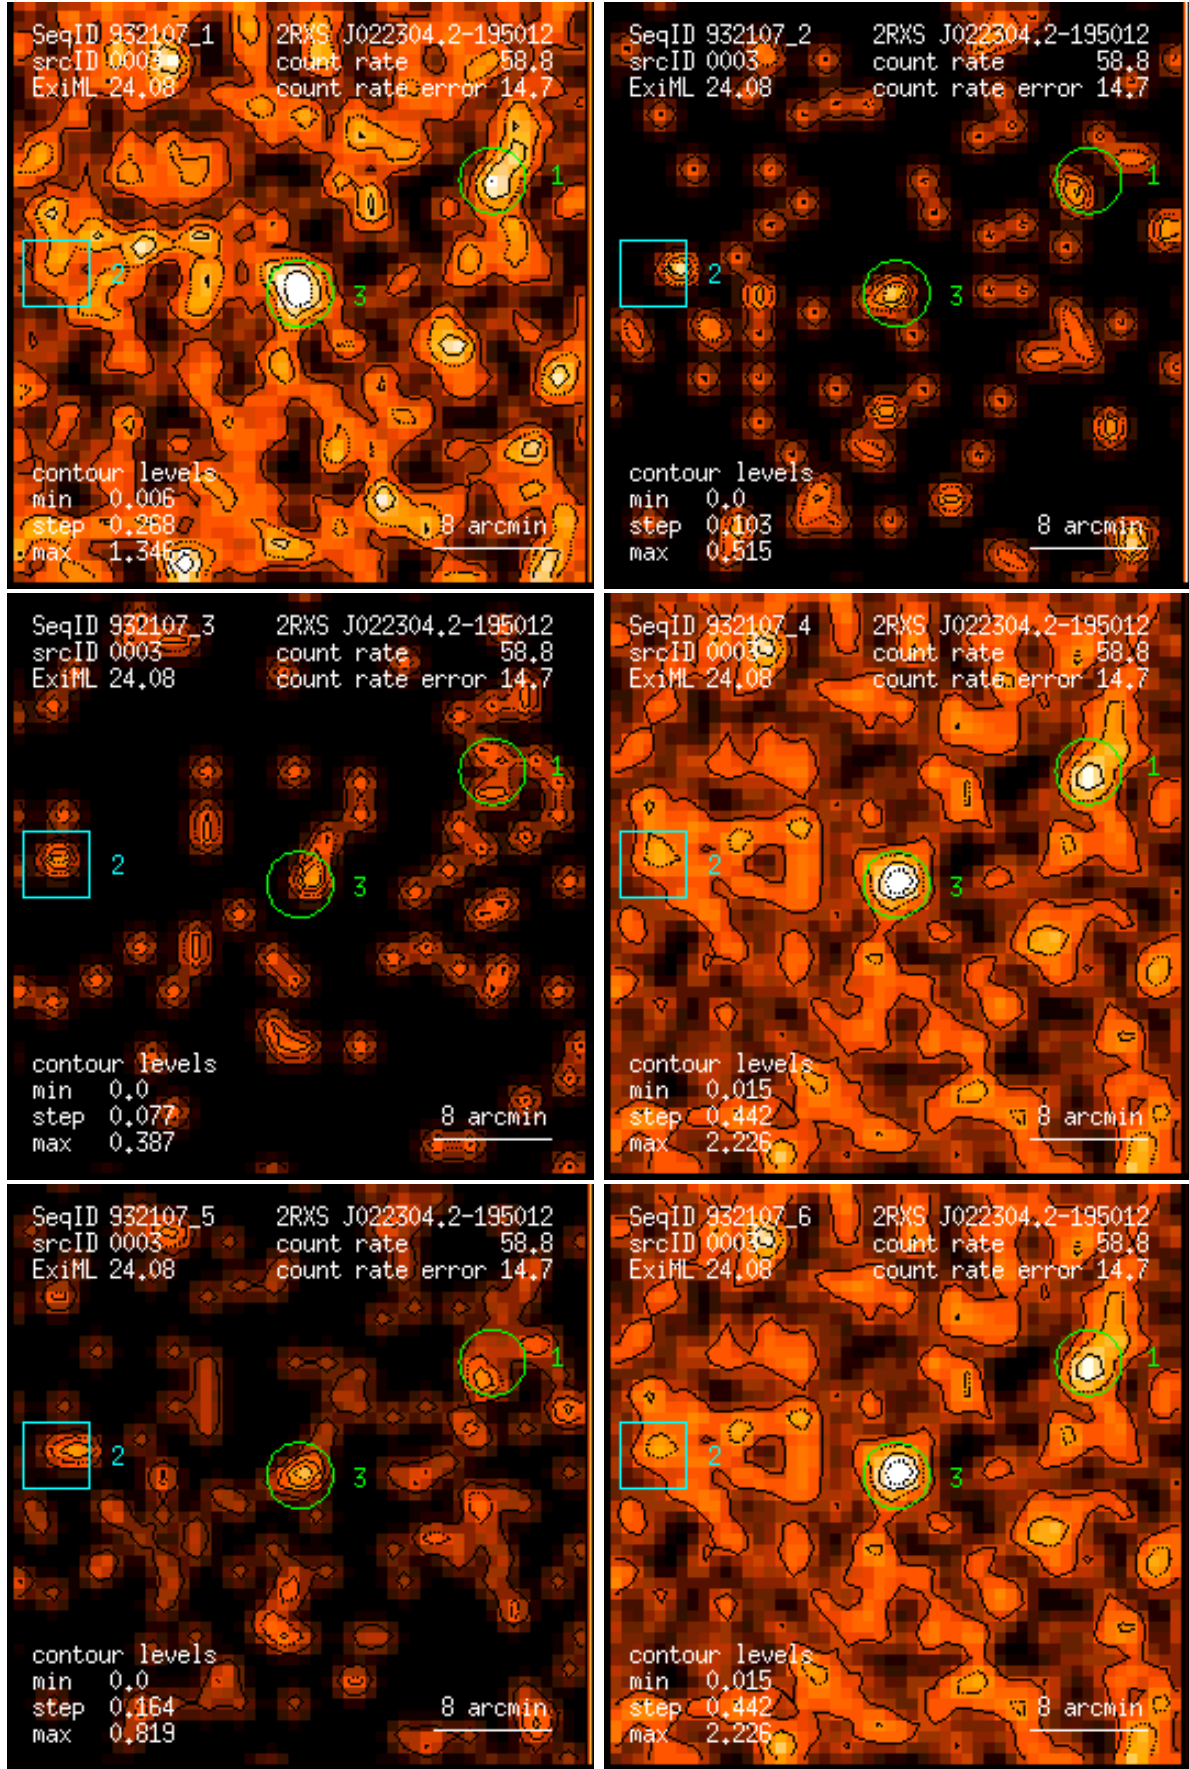 SeqID 932107_1 2RXS J022304.2-195012
srcID 0003 count rate 58.8
ExiML 24.08 count rate error 14.7
1
2
3
contour levels
min 0.006
step 0.268
max 1.346
8 arcmin
SeqID 932107_2 2RXS J022304.2-195012
srcID 0003 count rate 58.8
ExiML 24.08 count rate error 14.7
1
2
3
contour levels
min 0.0
step 0.103
max 0.515
8 arcmin
SeqID 932107_3 2RXS J022304.2-195012
srcID 0003 count rate 58.8
ExiML 24.08 count rate error 14.7
1
2
3
contour levels
min 0.0
step 0.077
max 0.387
8 arcmin
SeqID 932107_4 2RXS J022304.2-195012
srcID 0003 count rate 58.8
ExiML 24.08 count rate error 14.7
1
2
3
contour levels
min 0.015
step 0.442
max 2.226
8 arcmin
SeqID 932107_5 2RXS J022304.2-195012
srcID 0003 count rate 58.8
ExiML 24.08 count rate error 14.7
1
2
3
contour levels
min 0.0
step 0.164
max 0.819
8 arcmin
SeqID 932107_6 2RXS J022304.2-195012
srcID 0003 count rate 58.8
ExiML 24.08 count rate error 14.7
1
2
3
contour levels
min 0.015
step 0.442
max 2.226
8 arcmin